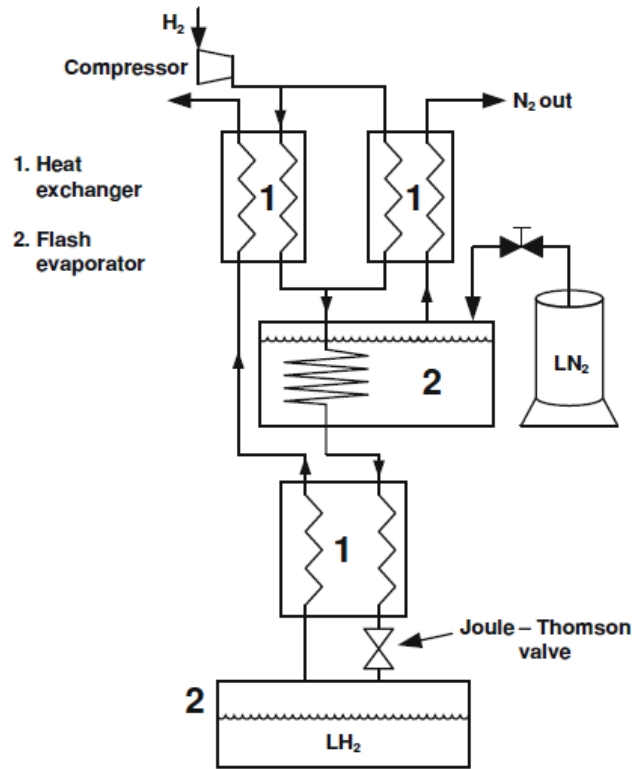 H₂
Compressor
N₂ out
1. Heat
exchanger
1
1
2. Flash
evaporator
LN₂
2
1
Joule – Thomson
valve
2
LH₂